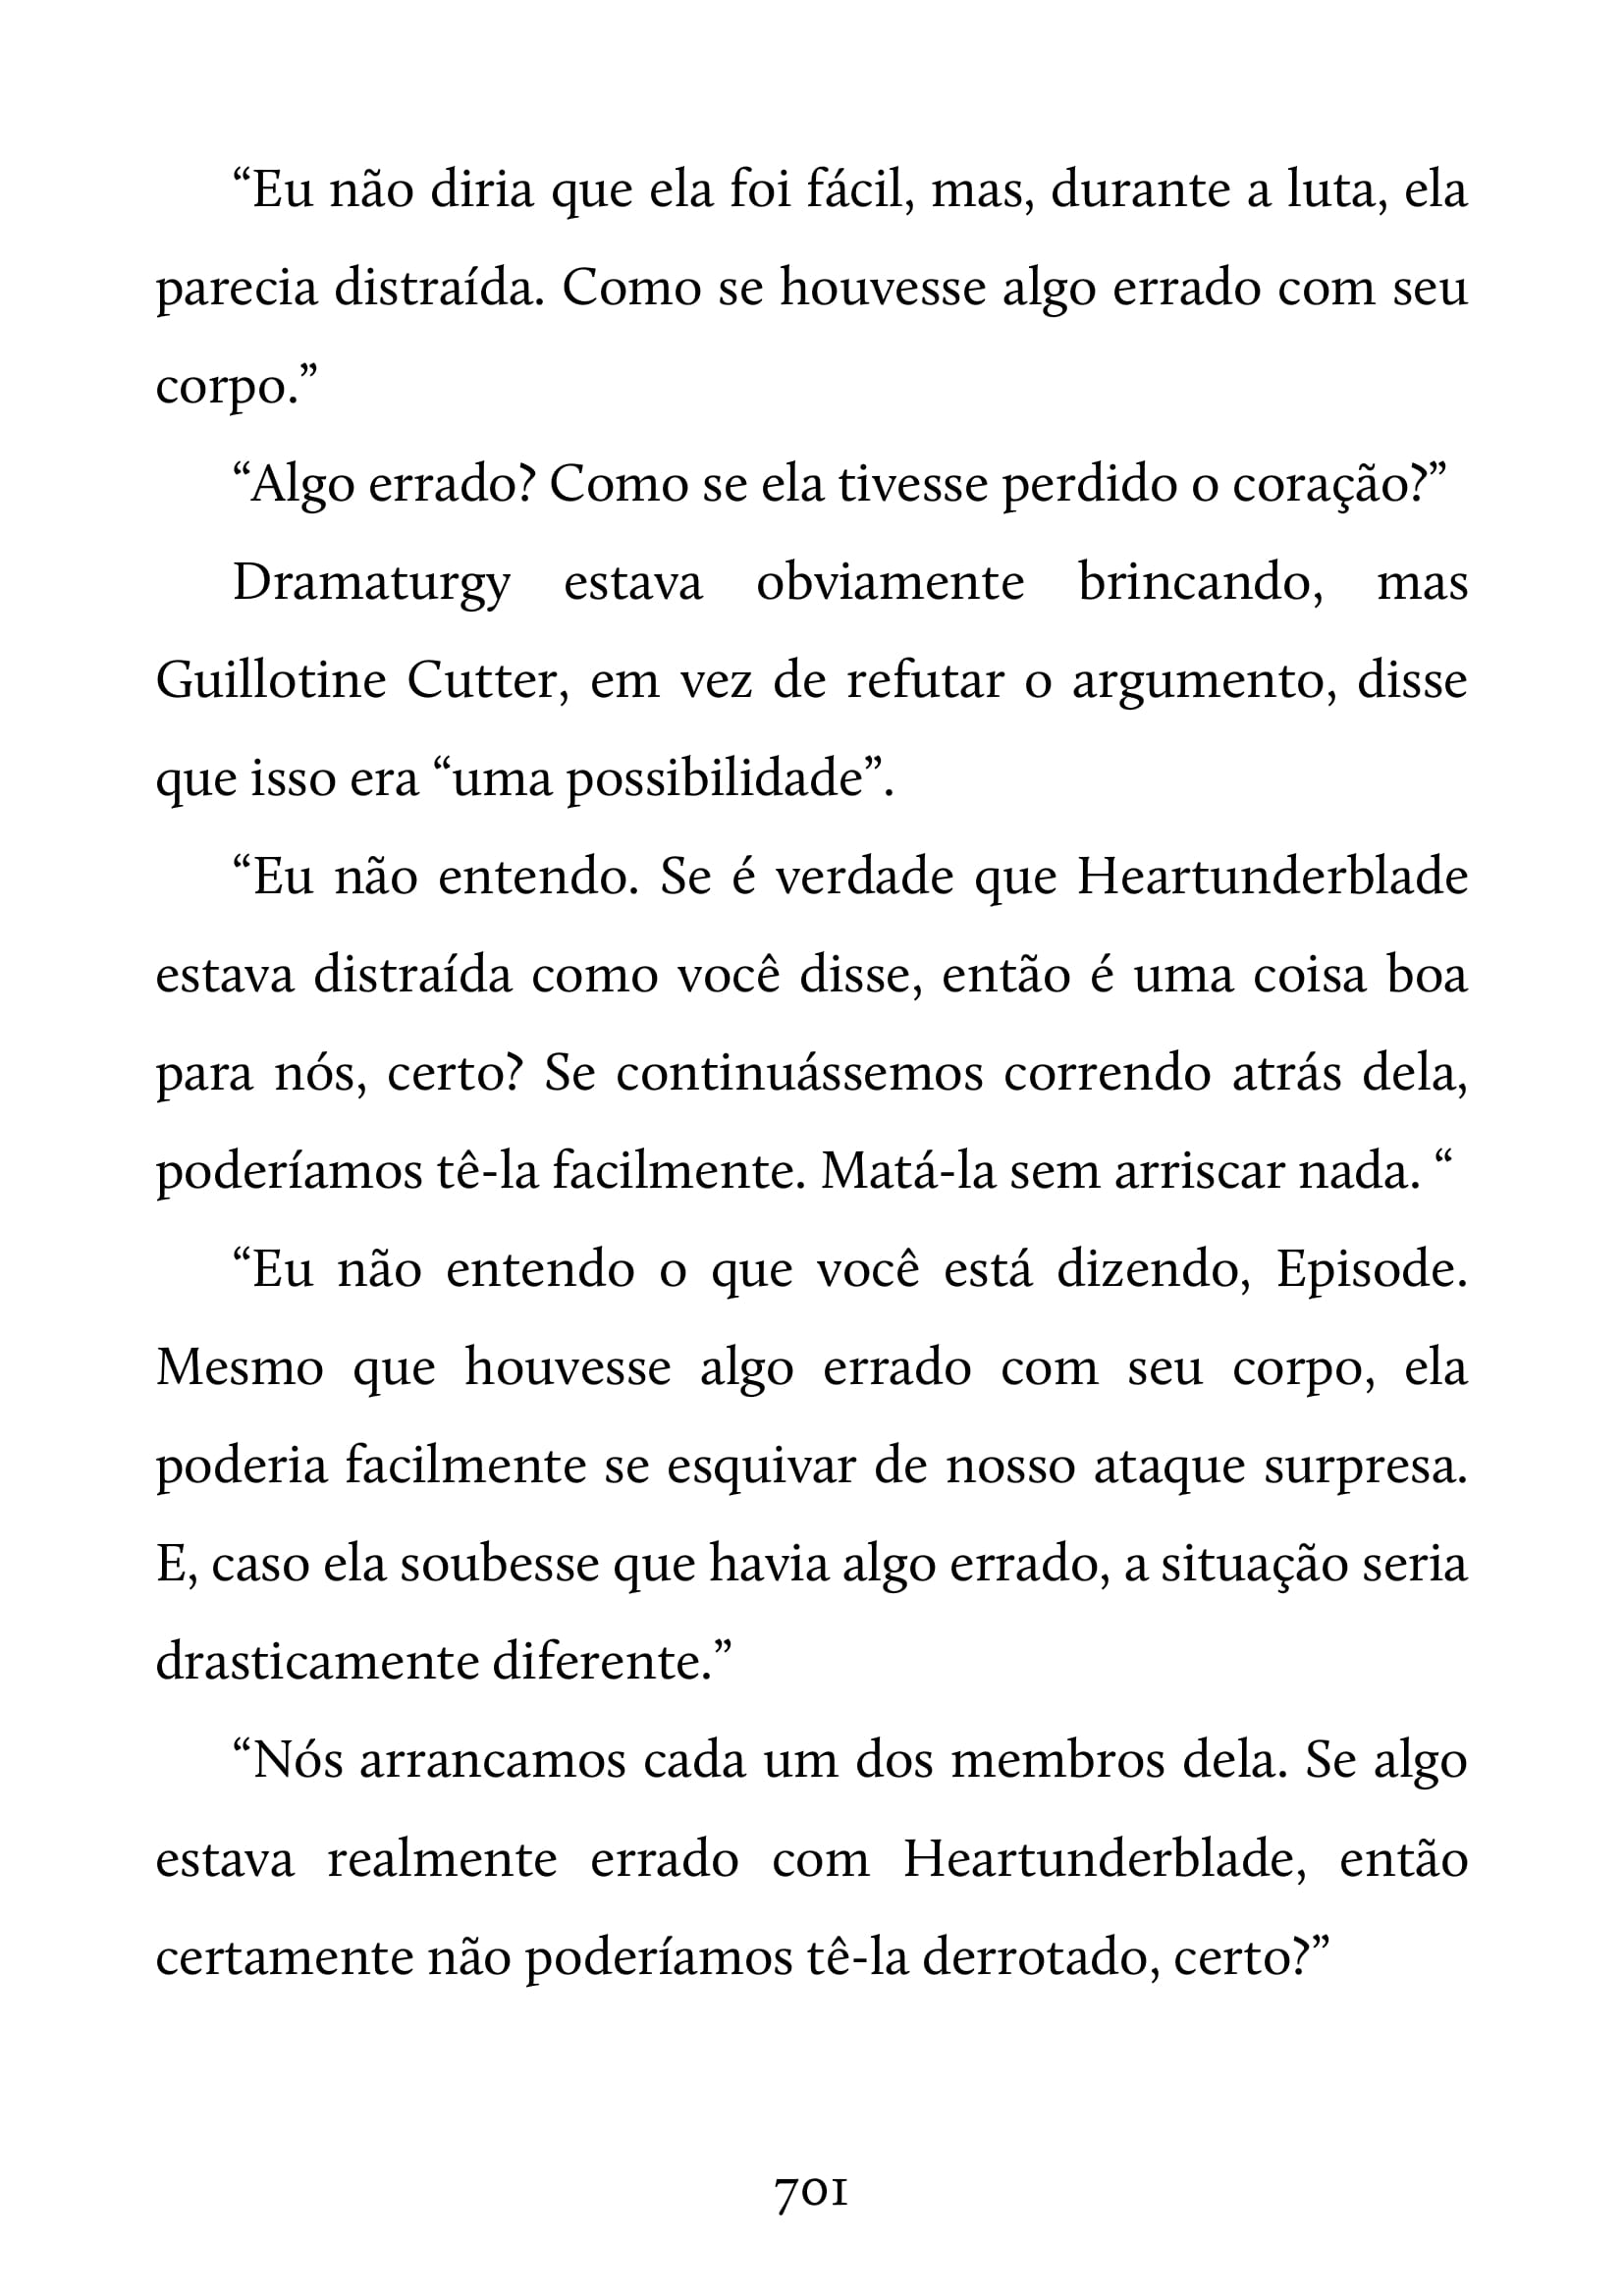 “Eu não diria que ela foi fácil, mas, durante a luta, ela
parecia distraída. Como se houvesse algo errado com seu
corpo.”
“Algo errado? Como se ela tivesse perdido o coração?”
Dramaturgy estava obviamente brincando, mas
Guillotine Cutter, em vez de refutar o argumento, disse
que isso era “uma possibilidade”.
“Eu não entendo. Se é verdade que Heartunderblade
estava distraída como você disse, então é uma coisa boa
para nós, certo? Se continuássemos correndo atrás dela,
poderíamos tê-la facilmente. Matá-la sem arriscar nada. “
“Eu não entendo o que você está dizendo, Episode.
Mesmo que houvesse algo errado com seu corpo, ela
poderia facilmente se esquivar de nosso ataque surpresa.
E, caso ela soubesse que havia algo errado, a situação seria
drasticamente diferente.”
“Nós arrancamos cada um dos membros dela. Se algo
estava realmente errado com Heartunderblade, então
certamente não poderíamos tê-la derrotado, certo?”
701